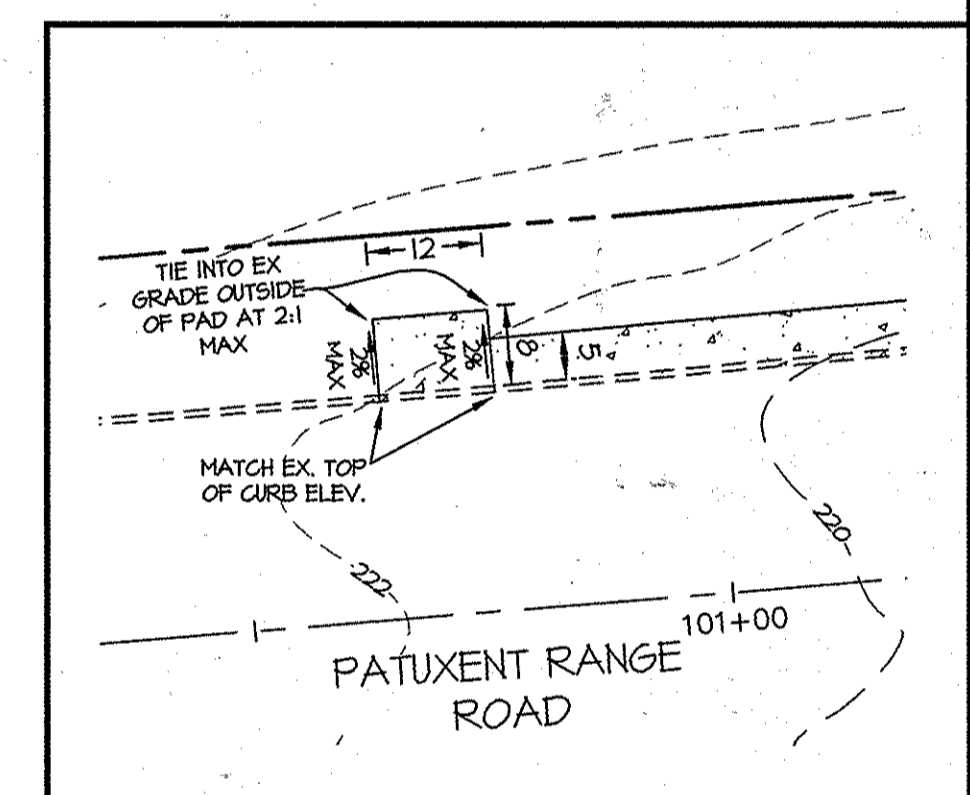 12
TIE INTO EX
GRADE OUTSIDE
OF PAD AT 2:1
MAX
2%
MAX
2%
MAX
8
5
MATCH EX. TOP
OF CURB ELEV.
222
220
101+00
PATUXENT RANGE
ROAD